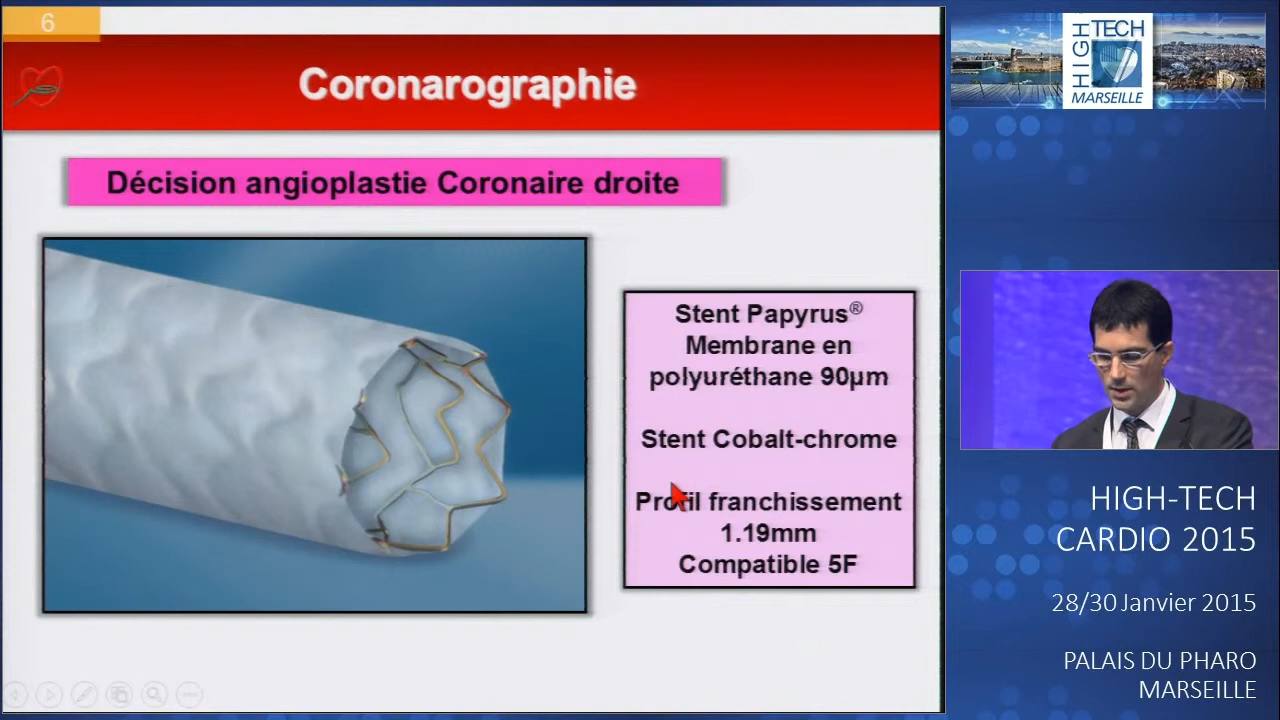 6
Coronarographie
Décision angioplastie Coronaire droite
Stent Papyrus®
Membrane en
polyuréthane 90µm
Stent Cobalt-chrome
Profil franchissement
1.19mm
Compatible 5F
HIGH
TECH
MARSEILLE
HIGH-TECH
CARDIO 2015
28/30 Janvier 2015
PALAIS DU PHARO
MARSEILLE